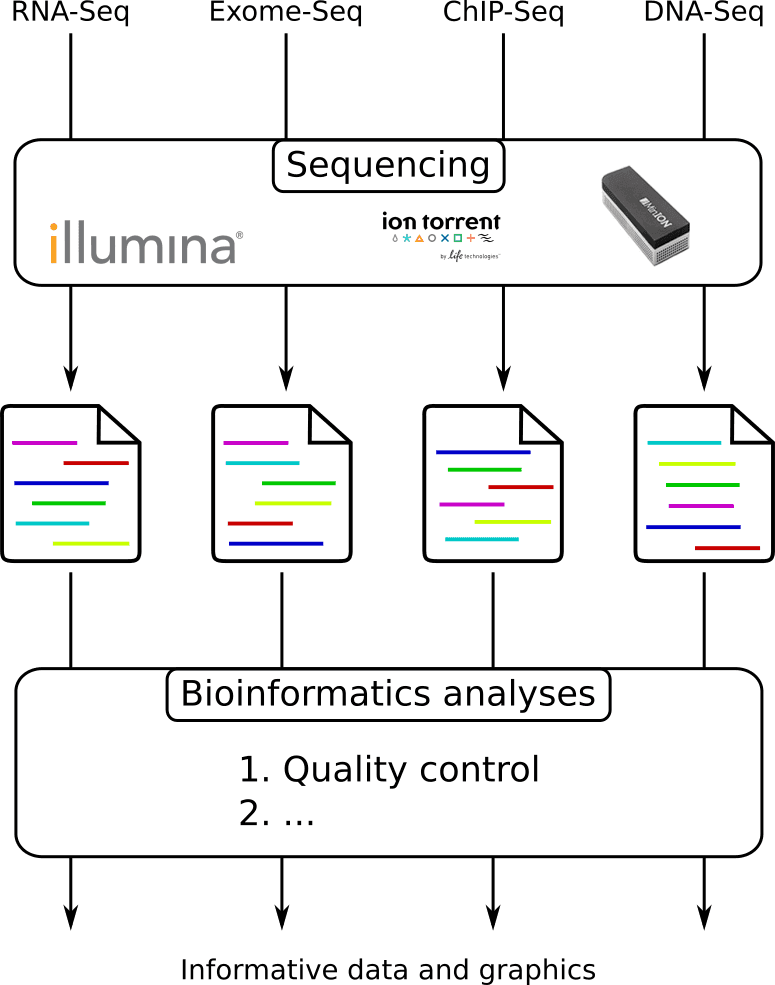 RNA-Seq Exome-Seq ChIP-Seq DNA-Seq
Sequencing
illumina®
ion torrent
by life technologies™
MinION
Bioinformatics analyses
1. Quality control
2. ...
Informative data and graphics